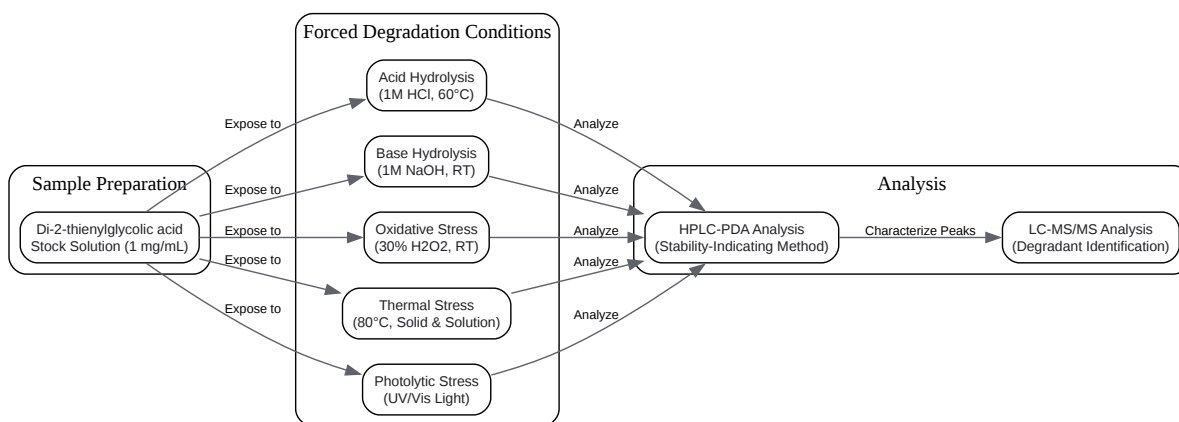 Forced Degradation Conditions
Acid Hydrolysis
(1M HCl, 60°C)
Expose to
Analyze
Base Hydrolysis
(1M NaOH, RT)
Sample Preparation
Expose to
Analyze
Analysis
Di-2-thienylglycolic acid
Stock Solution (1 mg/mL)
Expose to
Oxidative Stress
(30% H2O2, RT)
Analyze
HPLC-PDA Analysis
(Stability-Indicating Method)
Characterize Peaks
LC-MS/MS Analysis
(Degradant Identification)
Expose to
Analyze
Thermal Stress
(80°C, Solid & Solution)
Expose to
Analyze
Photolytic Stress
(UV/Vis Light)